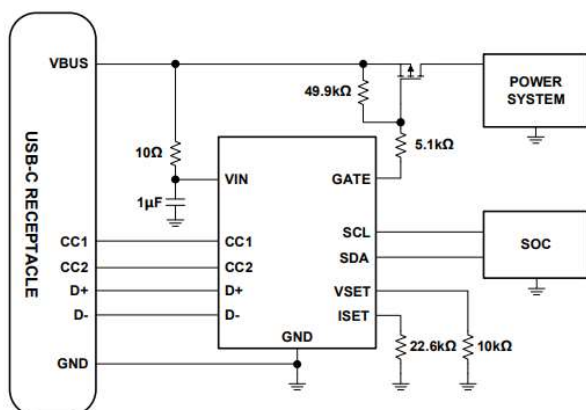 VBUS
49.9kΩ
POWER
SYSTEM
5.1kΩ
10Ω
VIN
GATE
1µF
USB-C RECEPTACLE
SCL
SOC
CC1
CC1
SDA
CC2
CC2
D+
D+
VSET
D-
D-
ISET
GND
22.6kΩ
10kΩ
GND